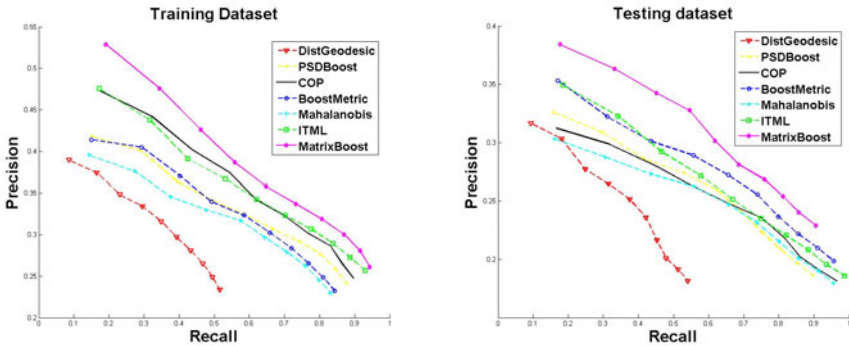 Training Dataset
0.55
0.5
0.45
0.4
0.35
0.3
0.25
0.2
Precision
0 0.1 0.2 0.3 0.4 0.5 0.6 0.7 0.8 0.9 1
Recall
DistGeodesic
PSDBoost
COP
BoostMetric
Mahalanobis
ITML
MatrixBoost
Testing dataset
0.4
0.35
0.3
0.25
0.2
Precision
0 0.1 0.2 0.3 0.4 0.5 0.6 0.7 0.8 0.9 1
Recall
DistGeodesic
PSDBoost
COP
BoostMetric
Mahalanobis
ITML
MatrixBoost